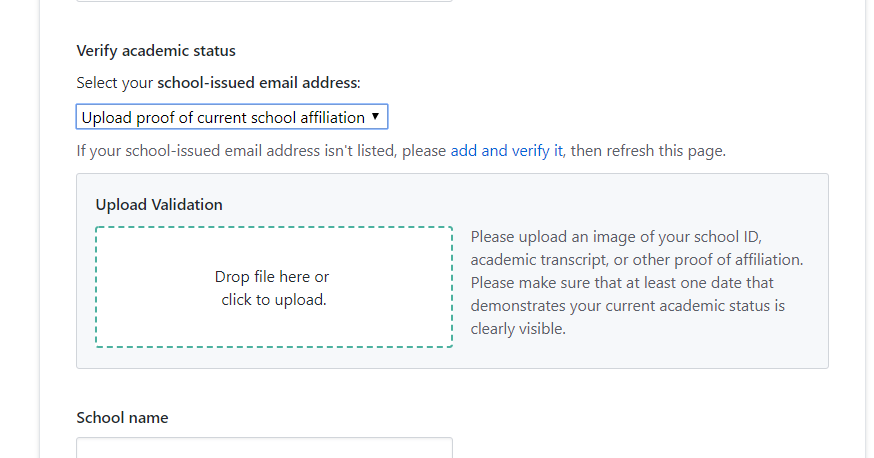 Verify academic status
Select your school-issued email address:
Upload proof of current school affiliation
If your school-issued email address isn't listed, please add and verify it, then refresh this page.
Upload Validation
Drop file here or
click to upload.
Please upload an image of your school ID,
academic transcript, or other proof of affiliation.
Please make sure that at least one date that
demonstrates your current academic status is
clearly visible.
School name